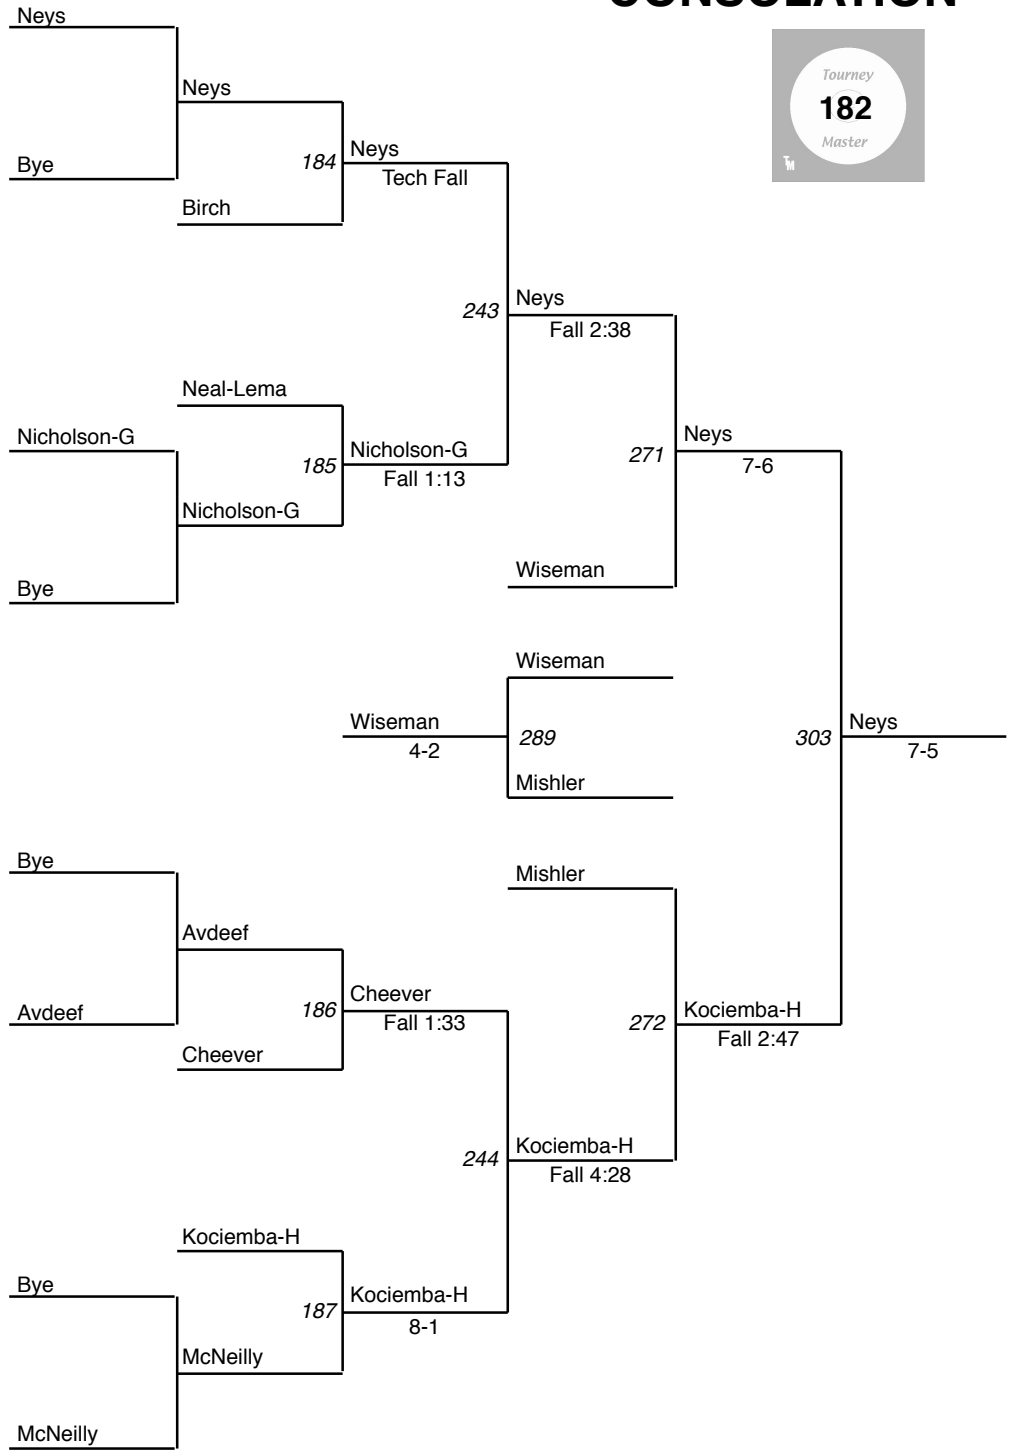 CONSOLATION
Neys
Tourney
182
Master
TM
Neys
Neys
184
Tech Fall
Bye
Birch
Neys
243
Fall 2:38
Neal-Lema
Nicholson-G
Neys
271
7-6
Nicholson-G
185
Fall 1:13
Nicholson-G
Wiseman
Bye
Wiseman
Wiseman
289
4-2
Neys
303
7-5
Mishler
Bye
Mishler
Avdeef
Cheever
186
Fall 1:33
Avdeef
Kociemba-H
272
Fall 2:47
Cheever
Kociemba-H
244
Fall 4:28
Kociemba-H
Bye
Kociemba-H
187
8-1
McNeilly
McNeilly